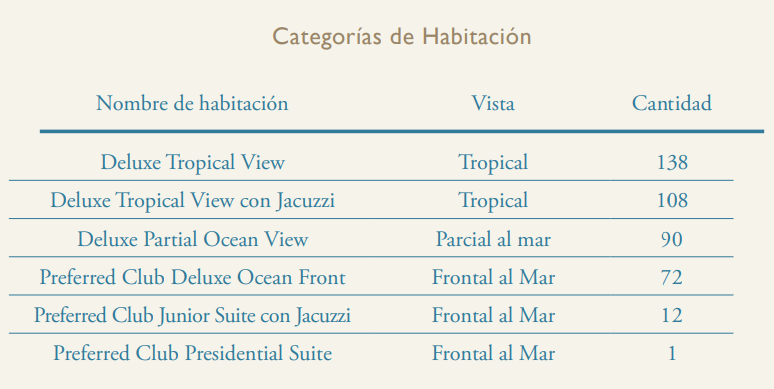 Categorías de Habitación
Nombre de habitación Vista Cantidad
Deluxe Tropical View Tropical 138
Deluxe Tropical View con Jacuzzi Tropical 108
Deluxe Partial Ocean View Parcial al mar 90
Preferred Club Deluxe Ocean Front Frontal al Mar 72
Preferred Club Junior Suite con Jacuzzi Frontal al Mar 12
Preferred Club Presidential Suite Frontal al Mar 1